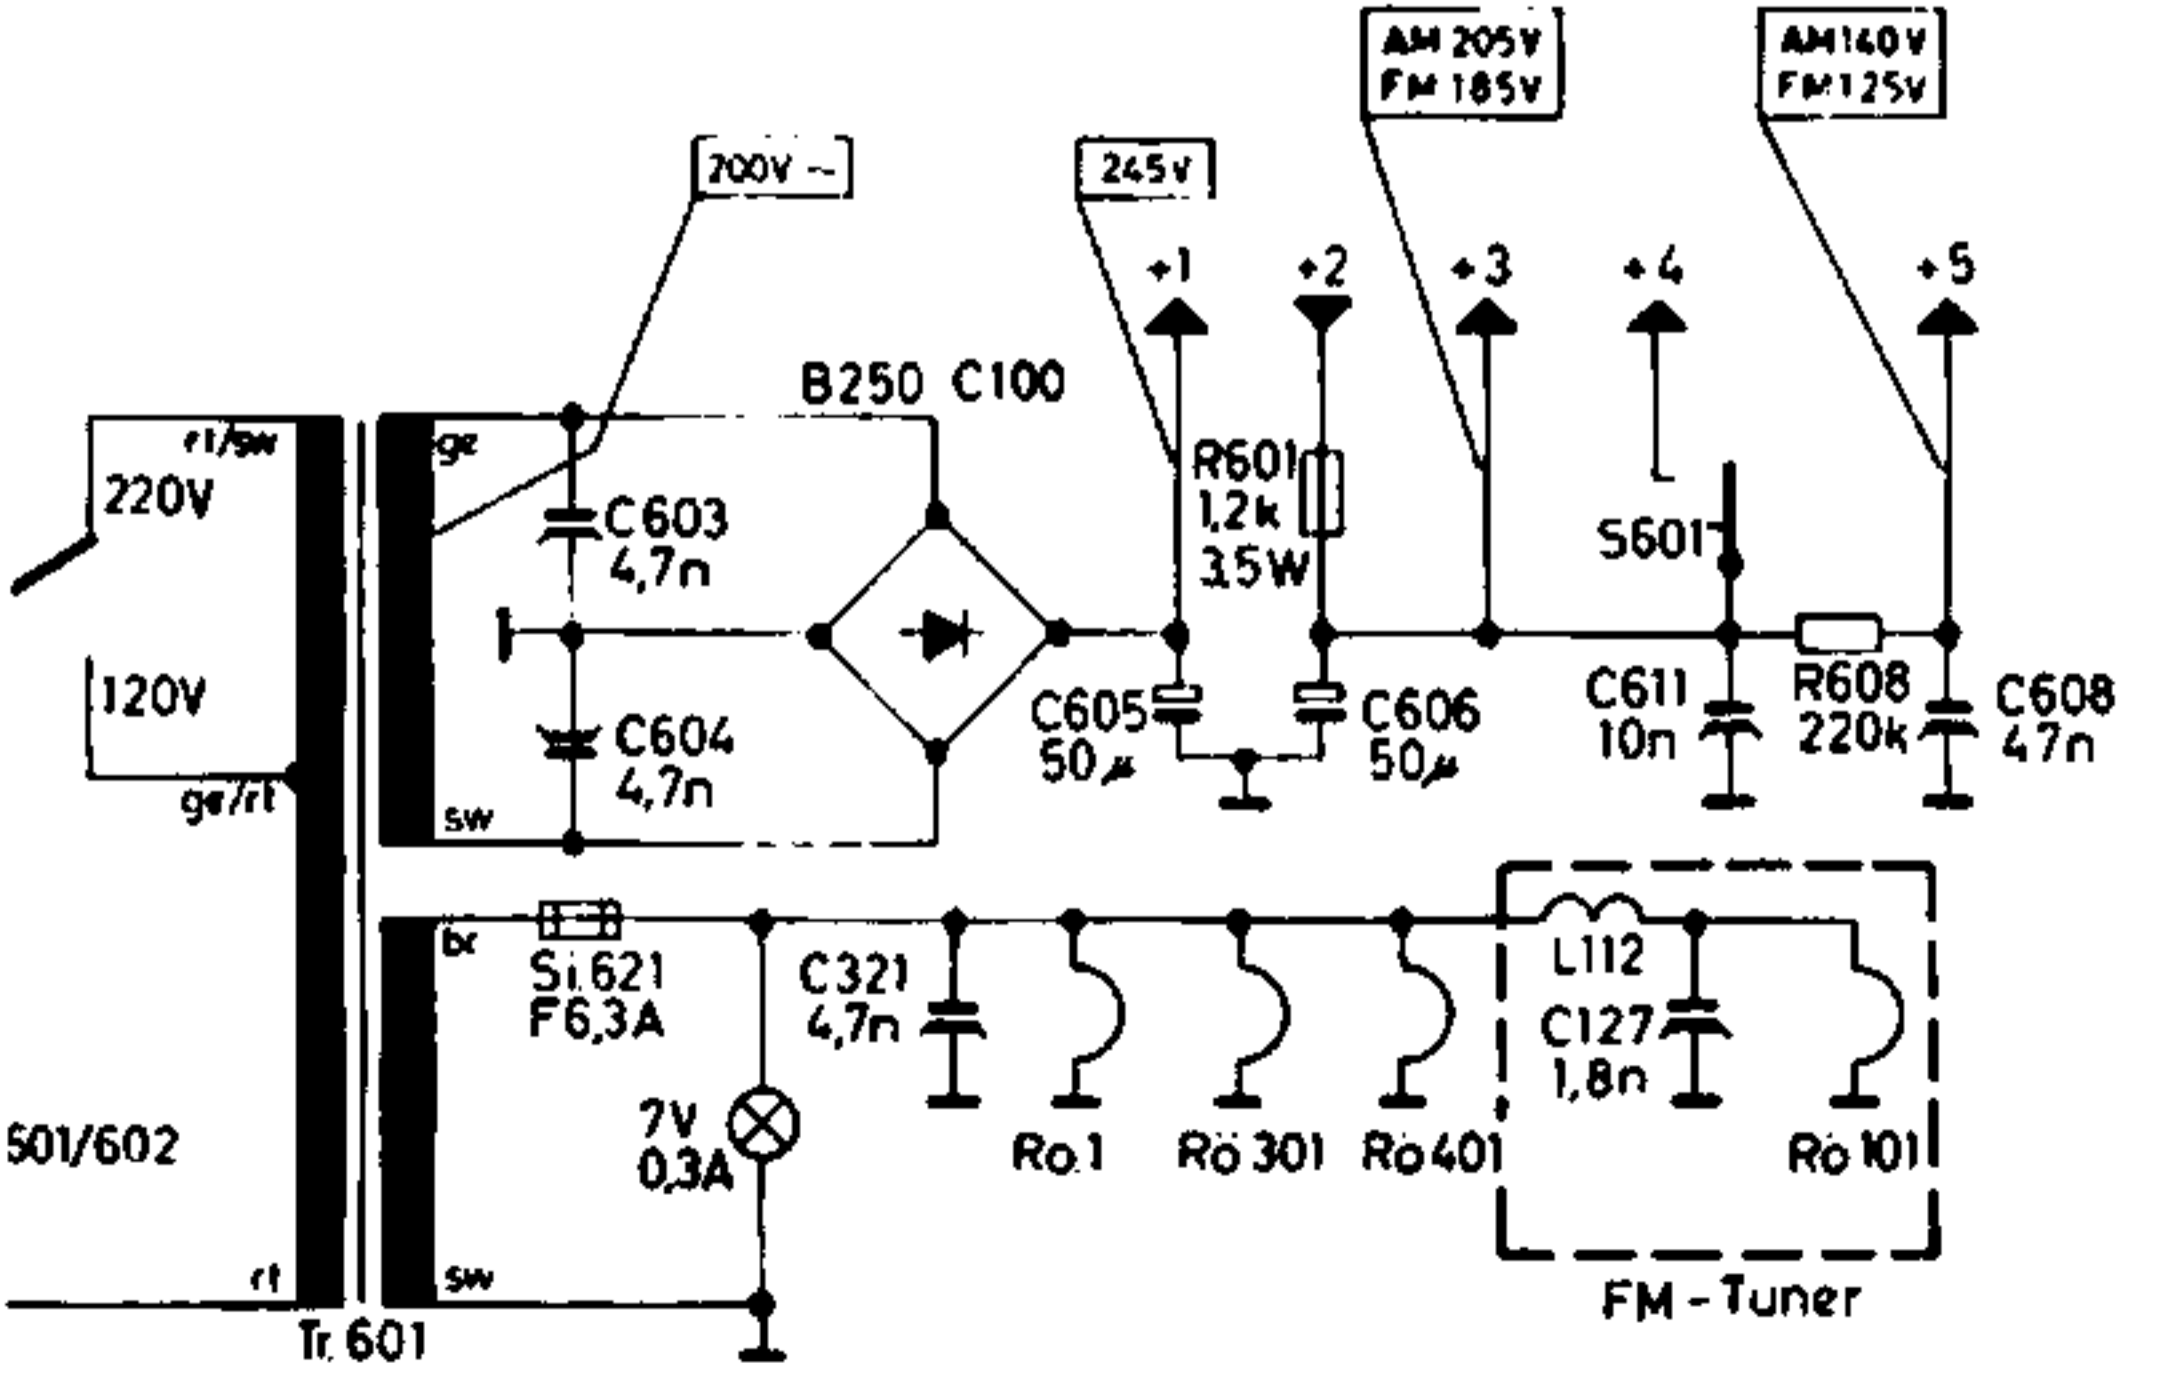 AM 205V
FM 185V
AM 140V
FM 125V
200V ~
245V
+1
+2
+3
+4
+5
B250 C100
rt/sw
ge
220V
C603
4,7n
R601
1,2k
3,5W
S601
120V
ge/rt
C604
4,7n
sw
C605
50µ
C606
50µ
C611
10n
R608
220k
C608
47n
br
Si.621
F6,3A
C321
4,7n
L112
C127
1,8n
7V
0,3A
601/602
Rö.1
Rö 301
Rö 401
Rö 101
rt
sw
FM - Tuner
Tr. 601